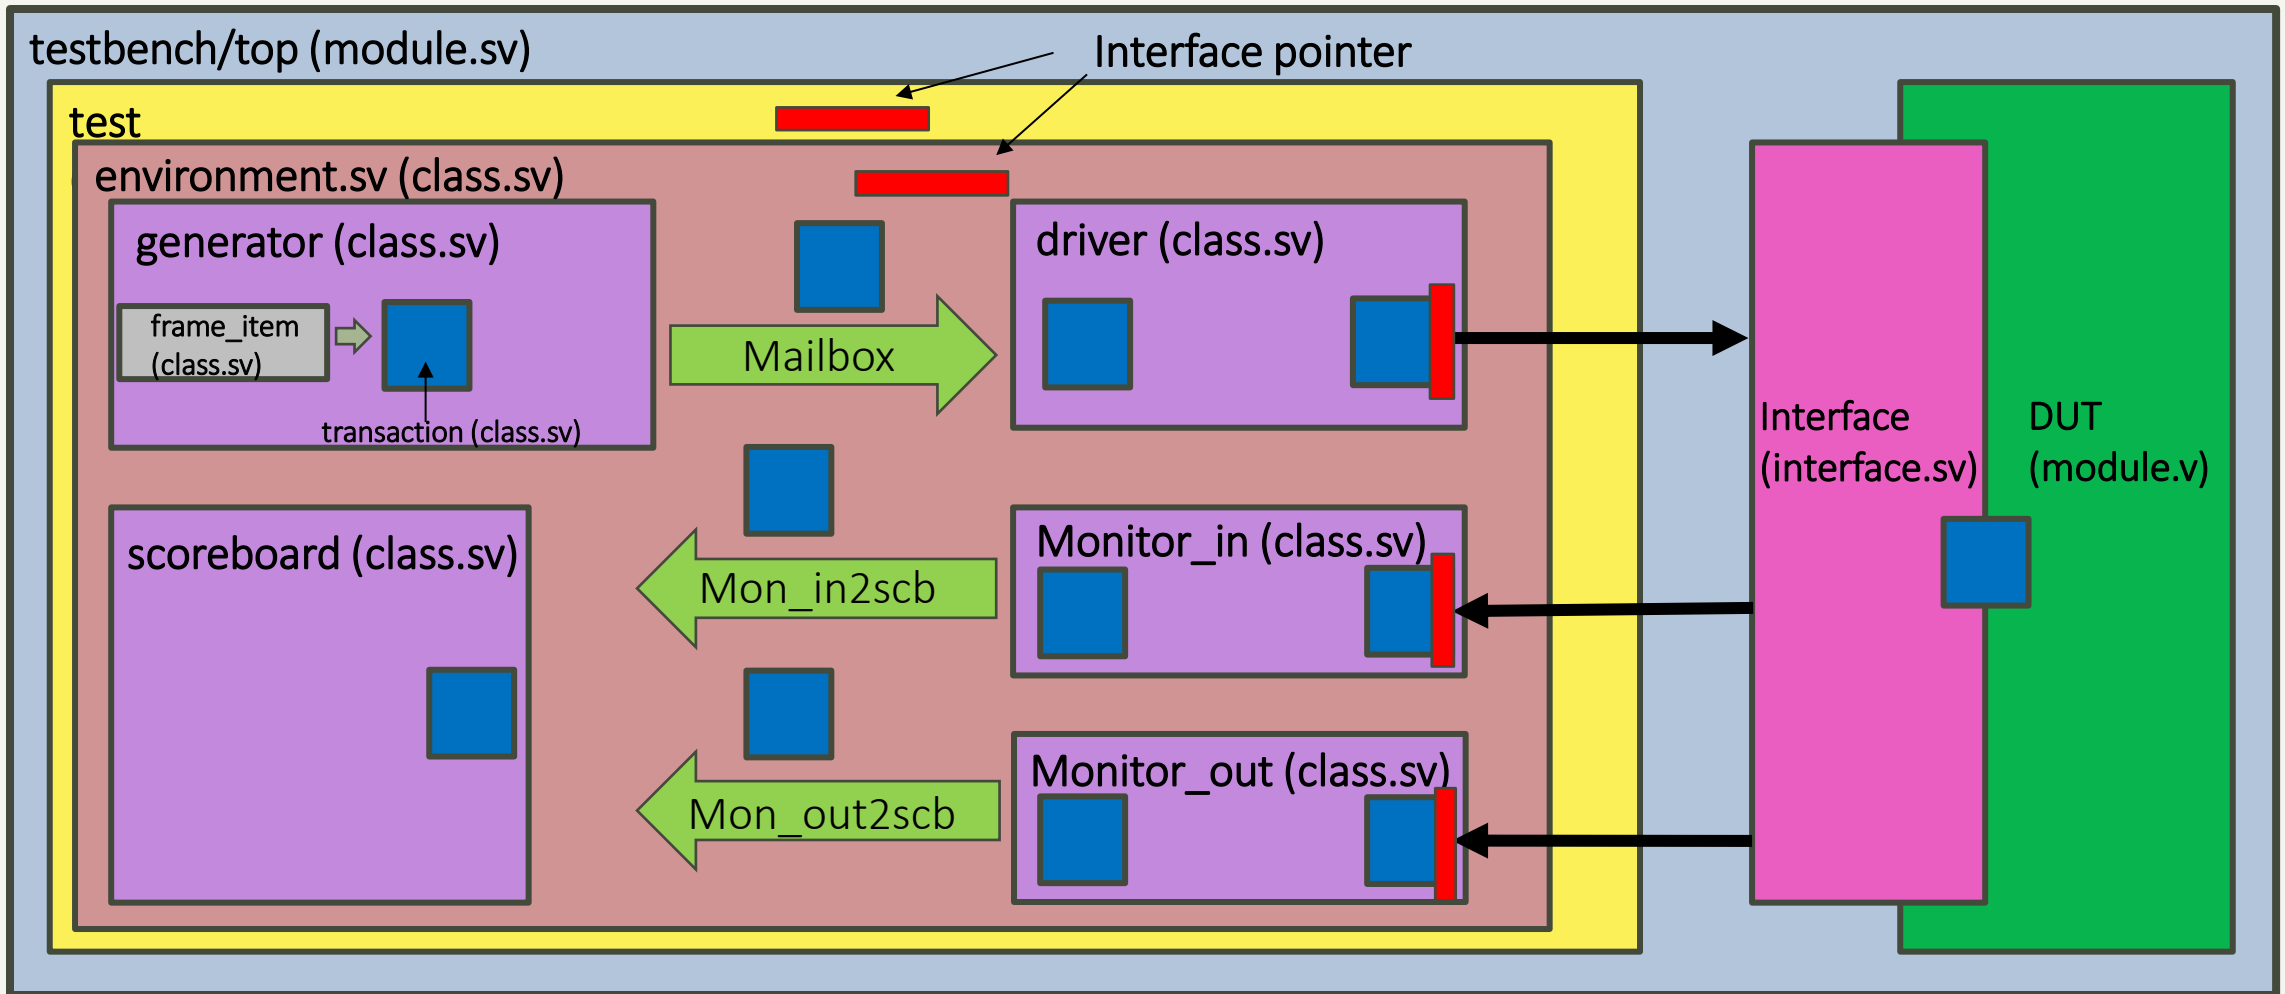 testbench/top (module.sv)
Interface pointer
test
environment.sv (class.sv)
generator (class.sv)
frame_item
(class.sv)
transaction (class.sv)
Mailbox
driver (class.sv)
scoreboard (class.sv)
Mon_in2scb
Monitor_in (class.sv)
Mon_out2scb
Monitor_out (class.sv)
Interface
(interface.sv)
DUT
(module.v)